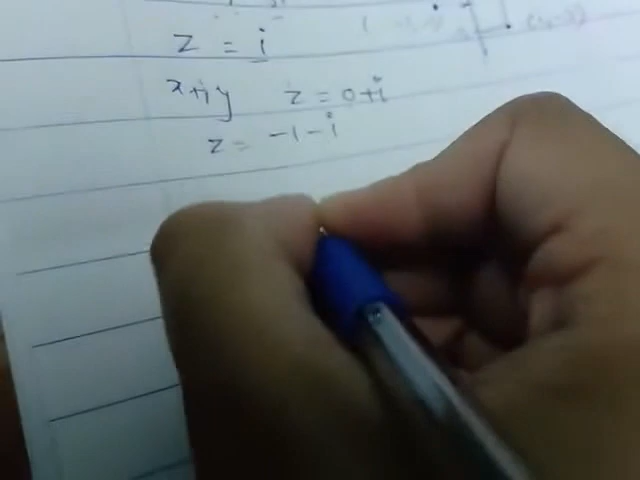 z = i
x+iy z = 0+i
z = -1-i